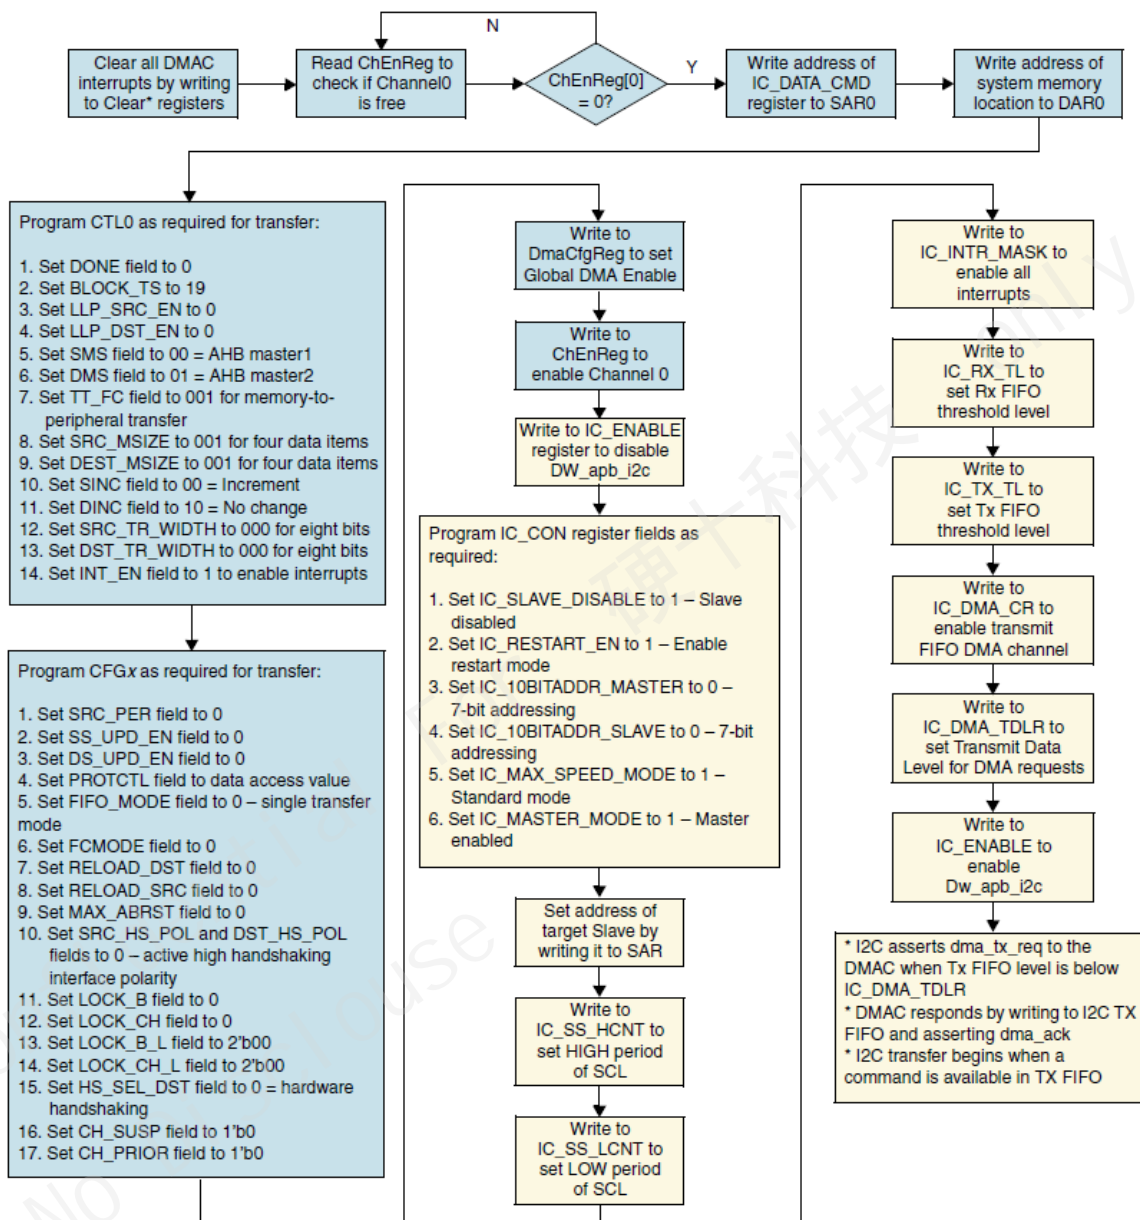 N
Clear all DMAC
interrupts by writing
to Clear* registers
Read ChEnReg to
check if Channel0
is free
ChEnReg[0]
= 0?
Y
Write address of
IC_DATA_CMD
register to SAR0
Write address of
system memory
location to DAR0
Program CTL0 as required for transfer:
1. Set DONE field to 0
2. Set BLOCK_TS to 19
3. Set LLP_SRC_EN to 0
4. Set LLP_DST_EN to 0
5. Set SMS field to 00 = AHB master1
6. Set DMS field to 01 = AHB master2
7. Set TT_FC field to 001 for memory-to-
peripheral transfer
8. Set SRC_MSIZE to 001 for four data items
9. Set DEST_MSIZE to 001 for four data items
10. Set SINC field to 00 = Increment
11. Set DINC field to 10 = No change
12. Set SRC_TR_WIDTH to 000 for eight bits
13. Set DST_TR_WIDTH to 000 for eight bits
14. Set INT_EN field to 1 to enable interrupts
Program CFGx as required for transfer:
1. Set SRC_PER field to 0
2. Set SS_UPD_EN field to 0
3. Set DS_UPD_EN field to 0
4. Set PROTCTL field to data access value
5. Set FIFO_MODE field to 0 – single transfer
mode
6. Set FCMODE field to 0
7. Set RELOAD_DST field to 0
8. Set RELOAD_SRC field to 0
9. Set MAX_ABRST field to 0
10. Set SRC_HS_POL and DST_HS_POL
fields to 0 – active high handshaking
interface polarity
11. Set LOCK_B field to 0
12. Set LOCK_CH field to 0
13. Set LOCK_B_L field to 2'b00
14. Set LOCK_CH_L field to 2'b00
15. Set HS_SEL_DST field to 0 = hardware
handshaking
16. Set CH_SUSP field to 1'b0
17. Set CH_PRIOR field to 1'b0
Write to
DmaCfgReg to set
Global DMA Enable
Write to
ChEnReg to
enable Channel 0
Write to IC_ENABLE
register to disable
DW_apb_i2c
Program IC_CON register fields as
required:
1. Set IC_SLAVE_DISABLE to 1 – Slave
disabled
2. Set IC_RESTART_EN to 1 – Enable
restart mode
3. Set IC_10BITADDR_MASTER to 0 –
7-bit addressing
4. Set IC_10BITADDR_SLAVE to 0 – 7-bit
addressing
5. Set IC_MAX_SPEED_MODE to 1 –
Standard mode
6. Set IC_MASTER_MODE to 1 – Master
enabled
Set address of
target Slave by
writing it to SAR
Write to
IC_SS_HCNT to
set HIGH period
of SCL
Write to
IC_SS_LCNT to
set LOW period
of SCL
Write to
IC_INTR_MASK to
enable all
interrupts
Write to
IC_RX_TL to
set Rx FIFO
threshold level
Write to
IC_TX_TL to
set Tx FIFO
threshold level
Write to
IC_DMA_CR to
enable transmit
FIFO DMA channel
Write to
IC_DMA_TDLR to
set Transmit Data
Level for DMA requests
Write to
IC_ENABLE to
enable
Dw_apb_i2c
* I2C asserts dma_tx_req to the
DMAC when Tx FIFO level is below
IC_DMA_TDLR
* DMAC responds by writing to I2C TX
FIFO and asserting dma_ack
* I2C transfer begins when a
command is available in TX FIFO
硬十科技 only